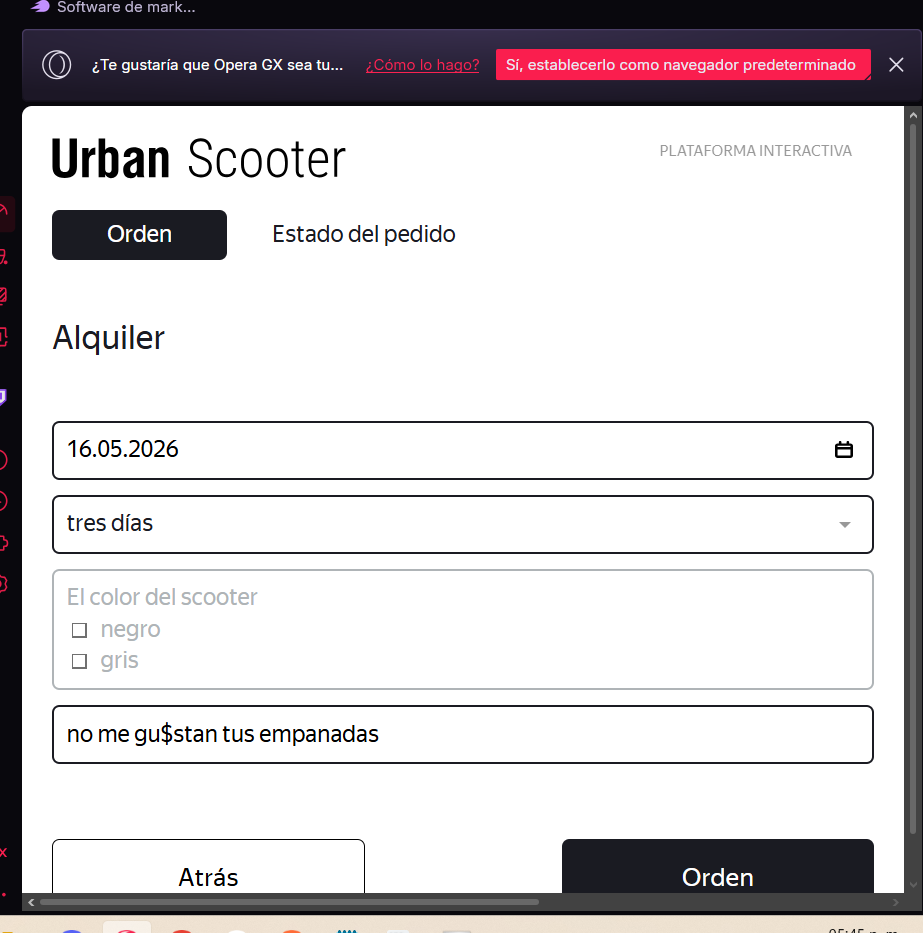 Software de mark...
¿Te gustaría que Opera GX sea tu... ¿Cómo lo hago? Sí, establecerlo como navegador predeterminado
Urban Scooter
PLATAFORMA INTERACTIVA
Orden Estado del pedido
Alquiler
16.05.2026
tres días
El color del scooter
negro
gris
no me gu$stan tus empanadas
Atrás Orden